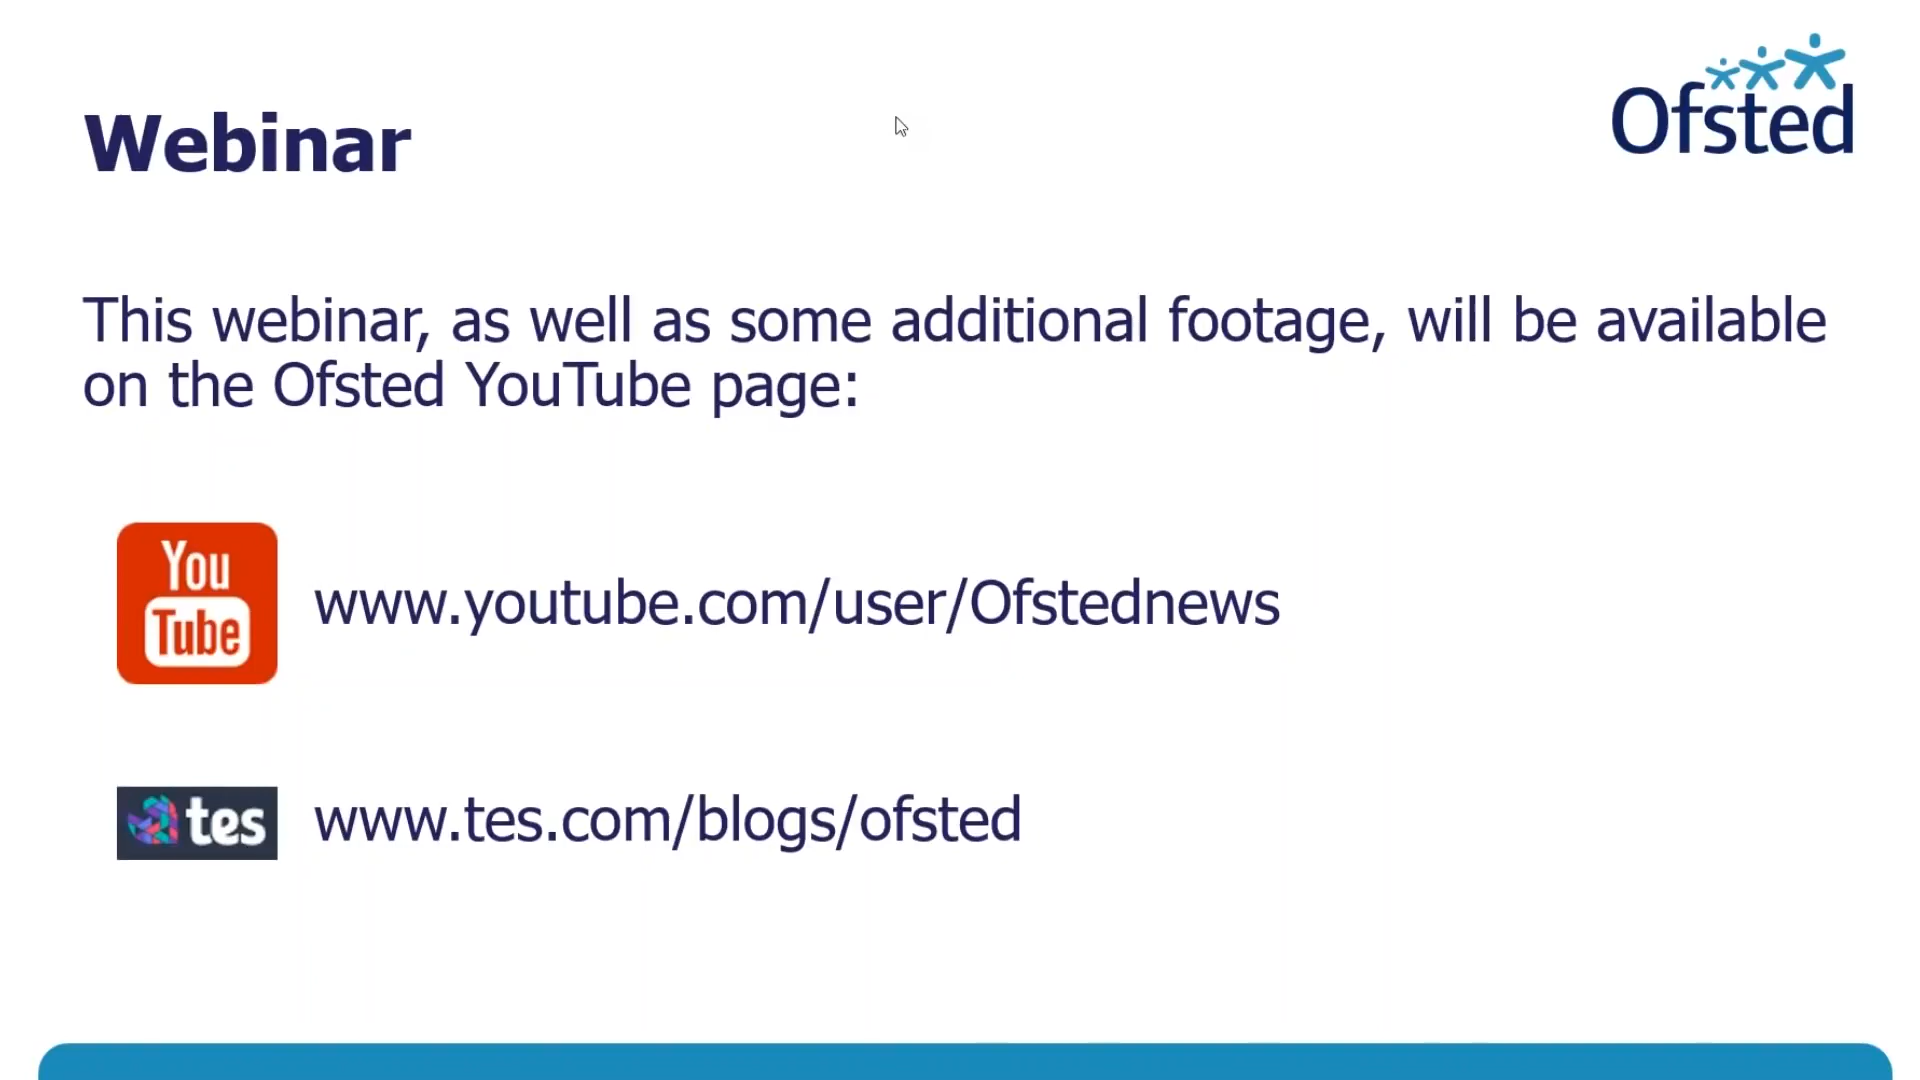 Ofsted
Webinar
This webinar, as well as some additional footage, will be available
on the Ofsted YouTube page:
You
Tube
www.youtube.com/user/Ofstednews
tes
www.tes.com/blogs/ofsted